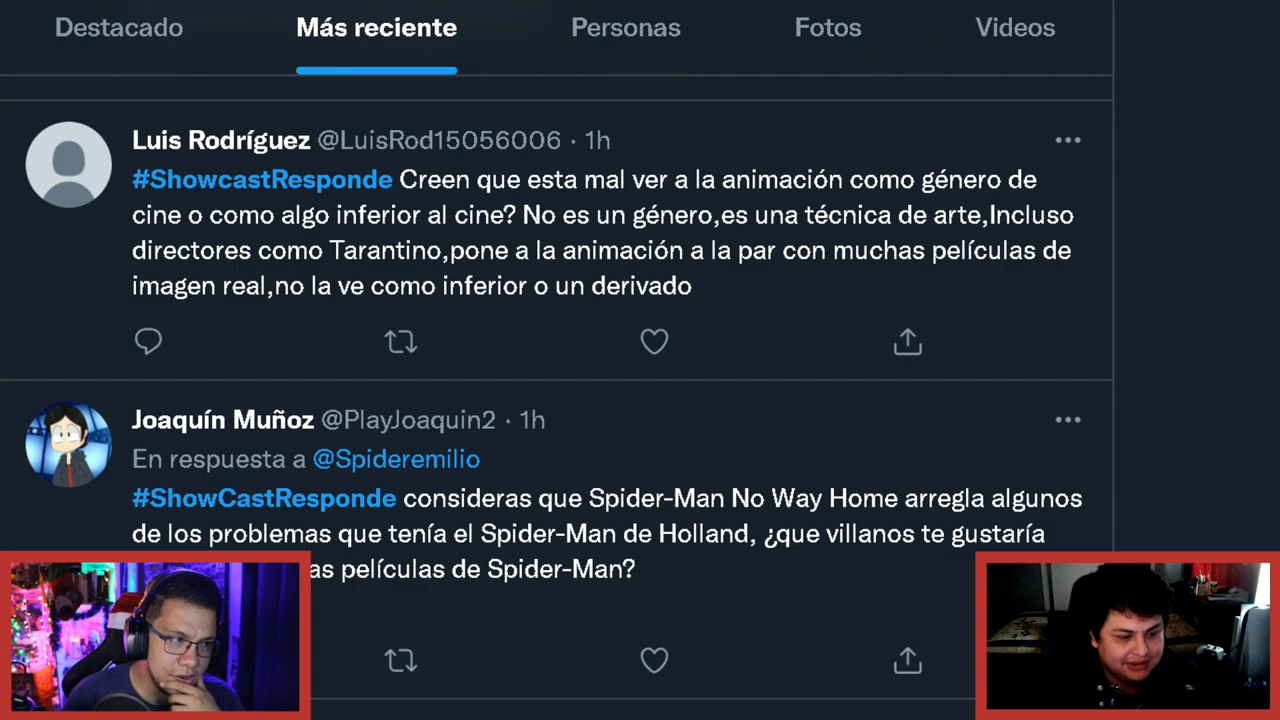 Destacado
Más reciente
Personas
Fotos
Videos
Luis Rodríguez @LuisRod15056006 · 1h
#ShowcastResponde Creen que esta mal ver a la animación como género de
cine o como algo inferior al cine? No es un género,es una técnica de arte,Incluso
directores como Tarantino,pone a la animación a la par con muchas películas de
imagen real,no la ve como inferior o un derivado
Joaquín Muñoz @PlayJoaquin2 · 1h
En respuesta a @Spideremilio
#ShowCastResponde consideras que Spider-Man No Way Home arregla algunos
de los problemas que tenía el Spider-Man de Holland, ¿que villanos te gustaría
as películas de Spider-Man?